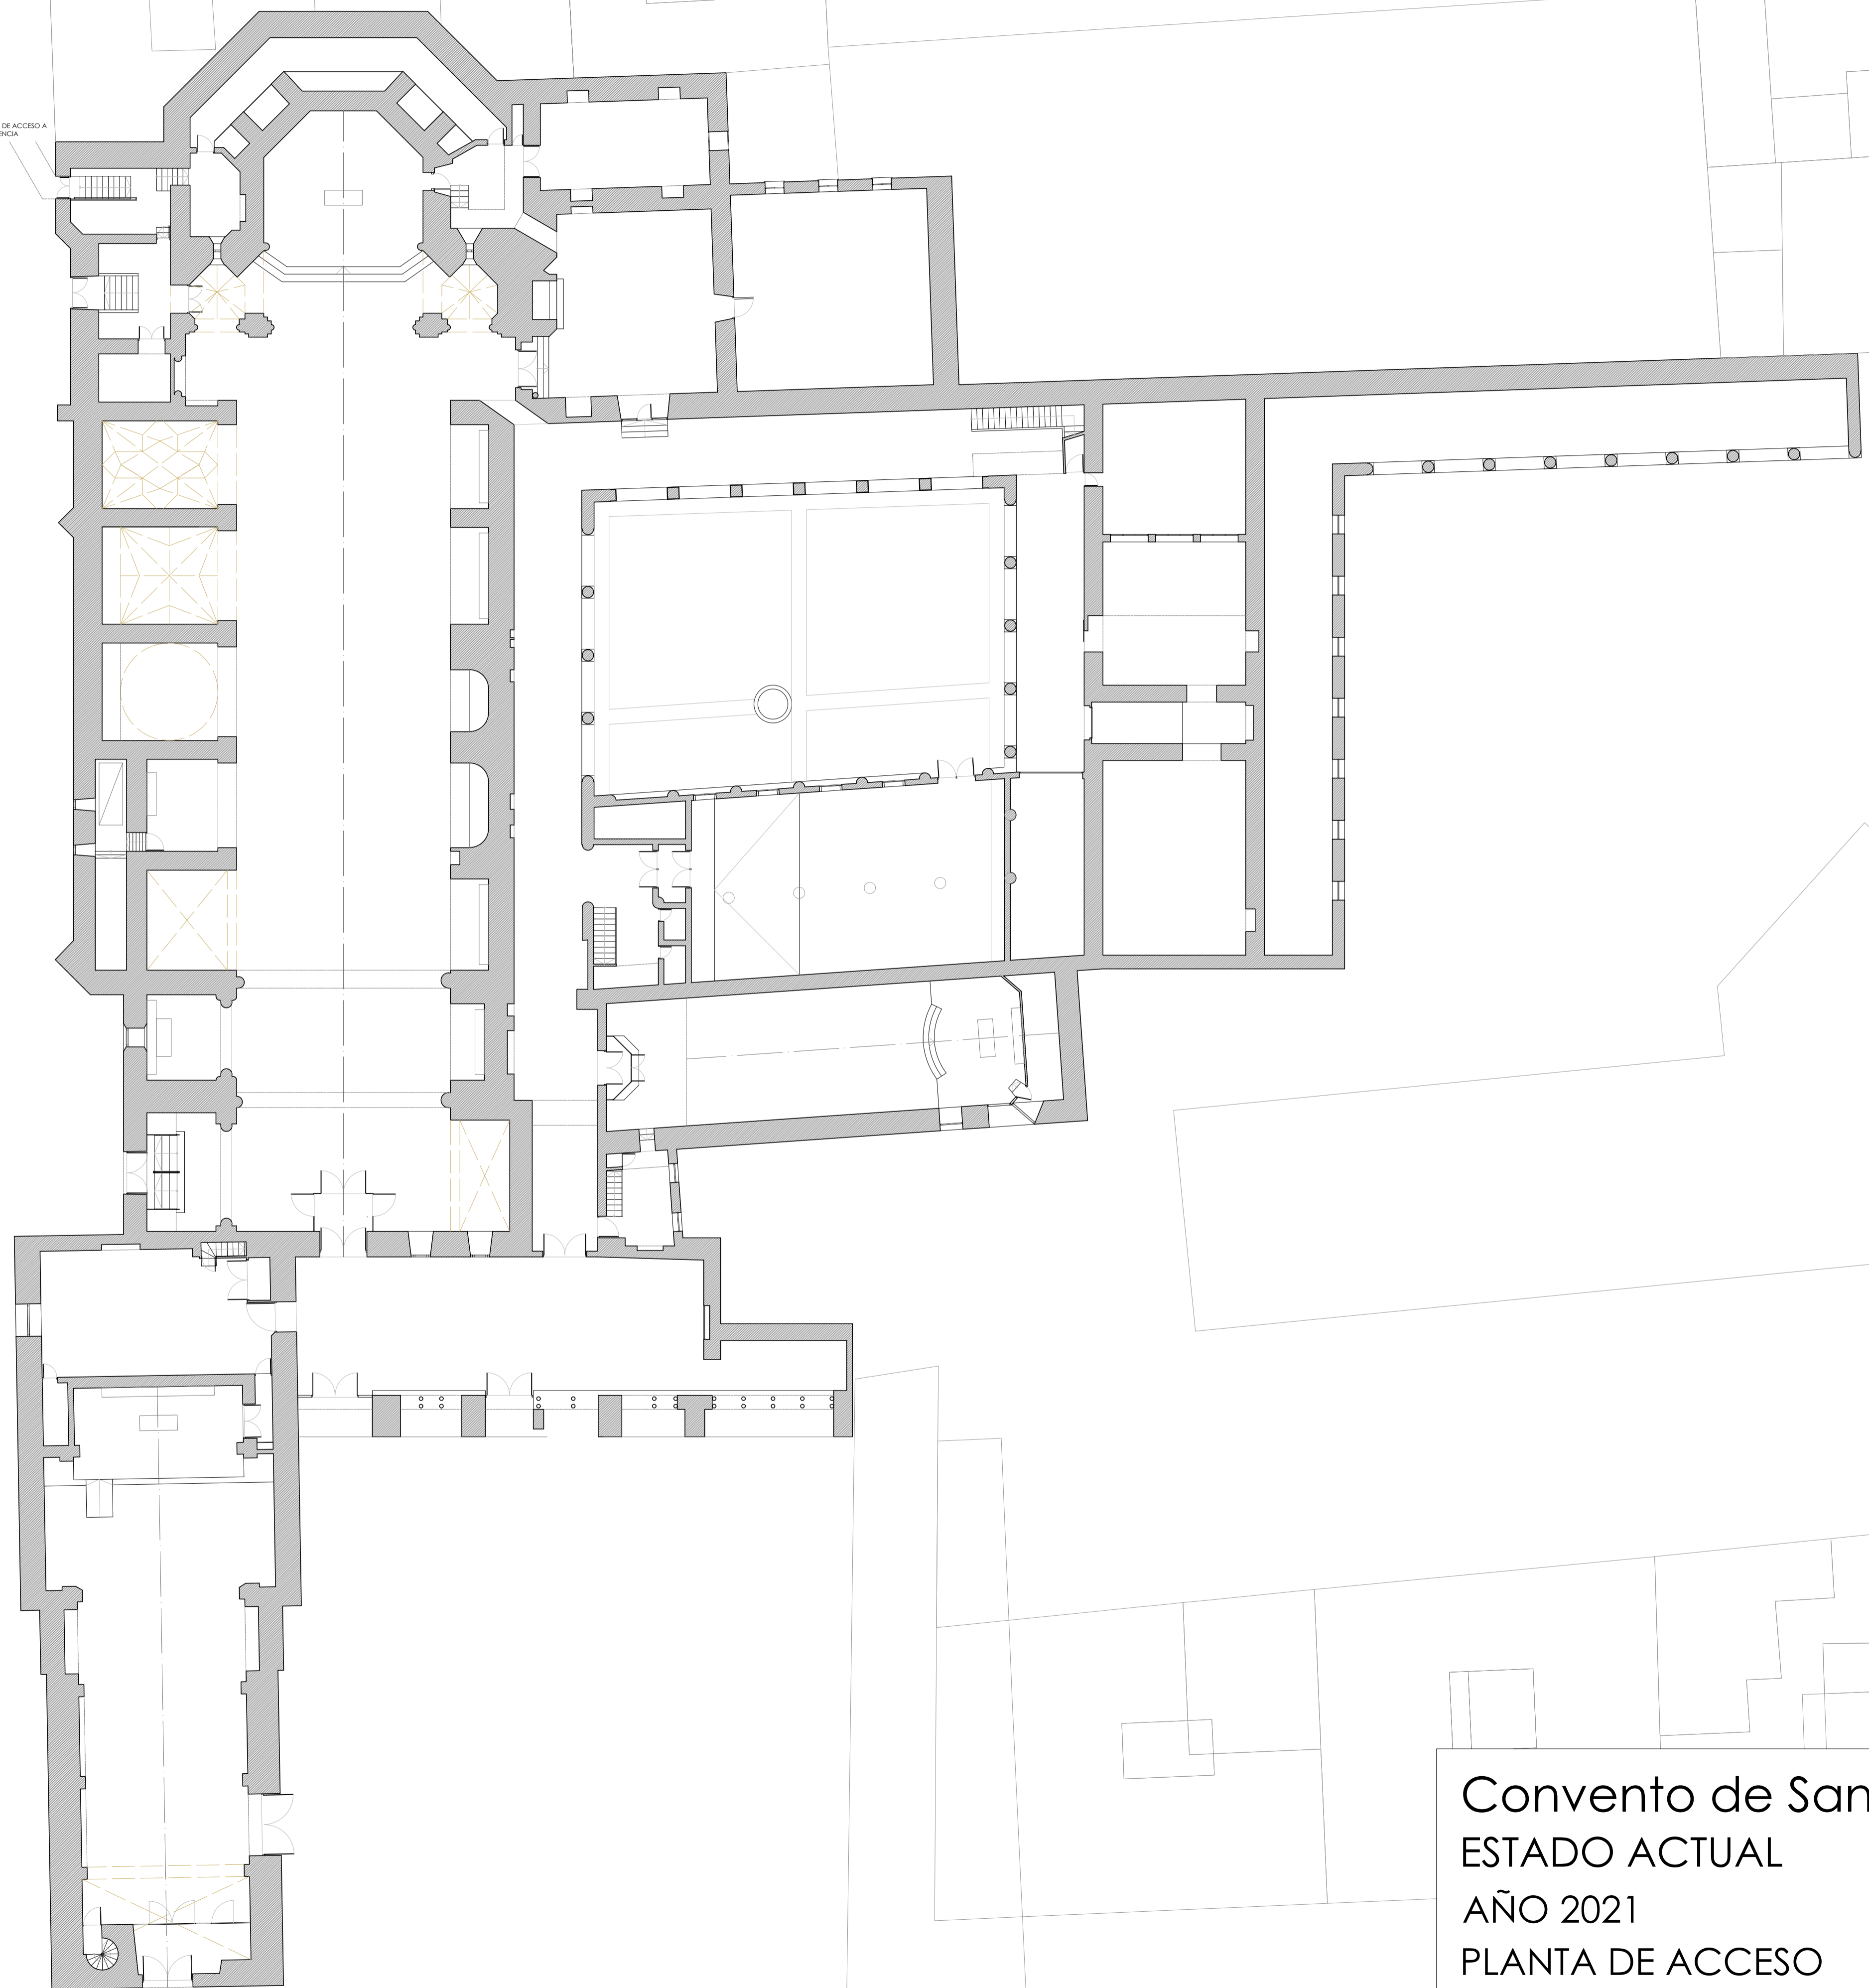 DE ACCESO A
Convento de San
ESTADO ACTUAL
AÑO 2021
PLANTA DE ACCESO